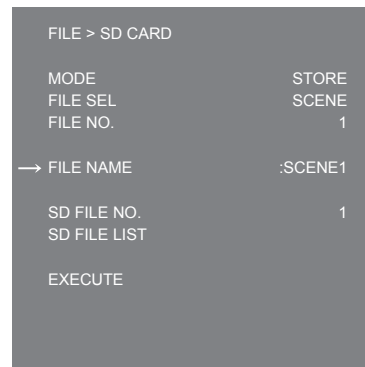 FILE > SD CARD
MODE STORE
FILE SEL SCENE
FILE NO. 1
→ FILE NAME :SCENE1
SD FILE NO. 1
SD FILE LIST
EXECUTE